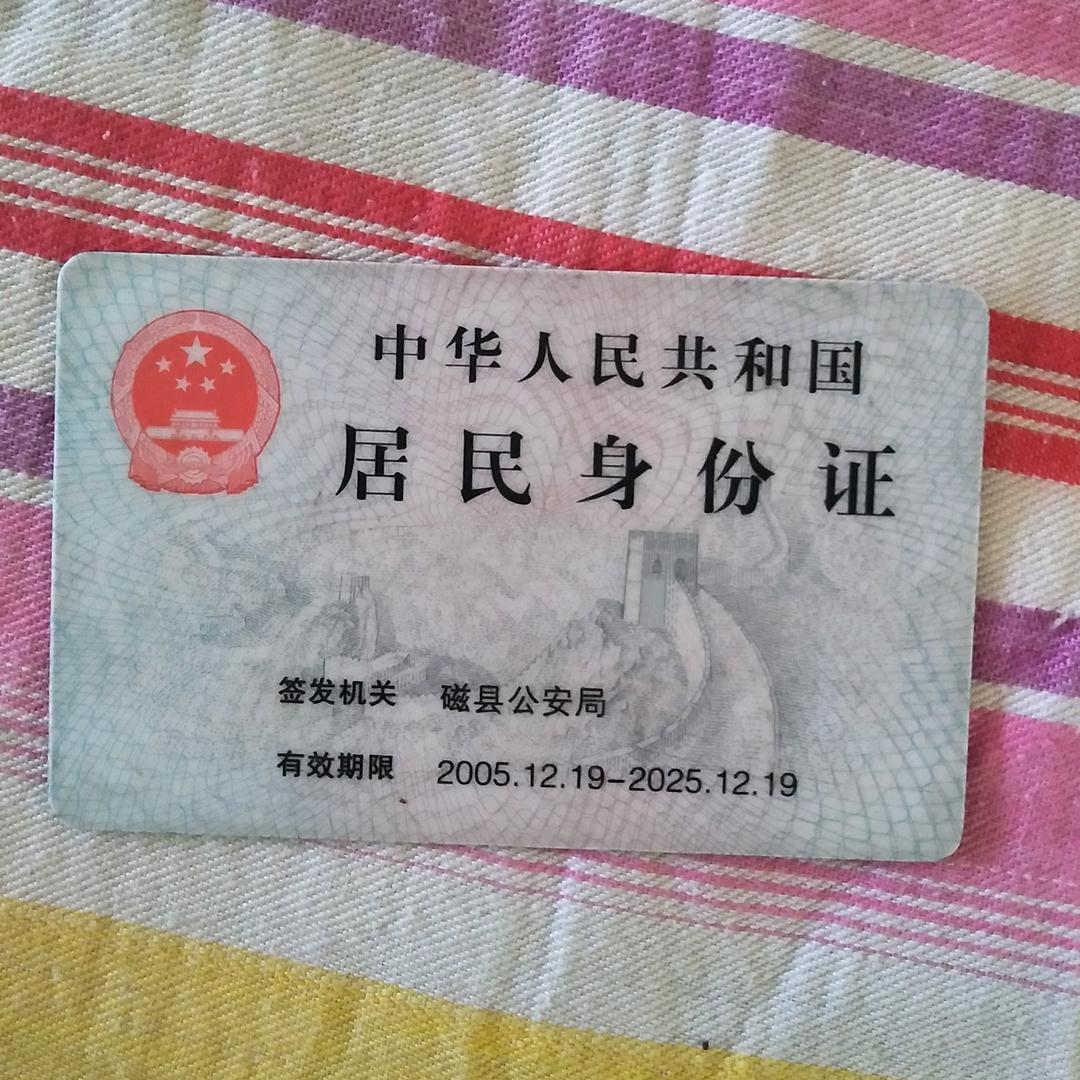 中华人民共和国
居民身份证
签发机关 磁县公安局
有效期限 2005.12.19-2025.12.19